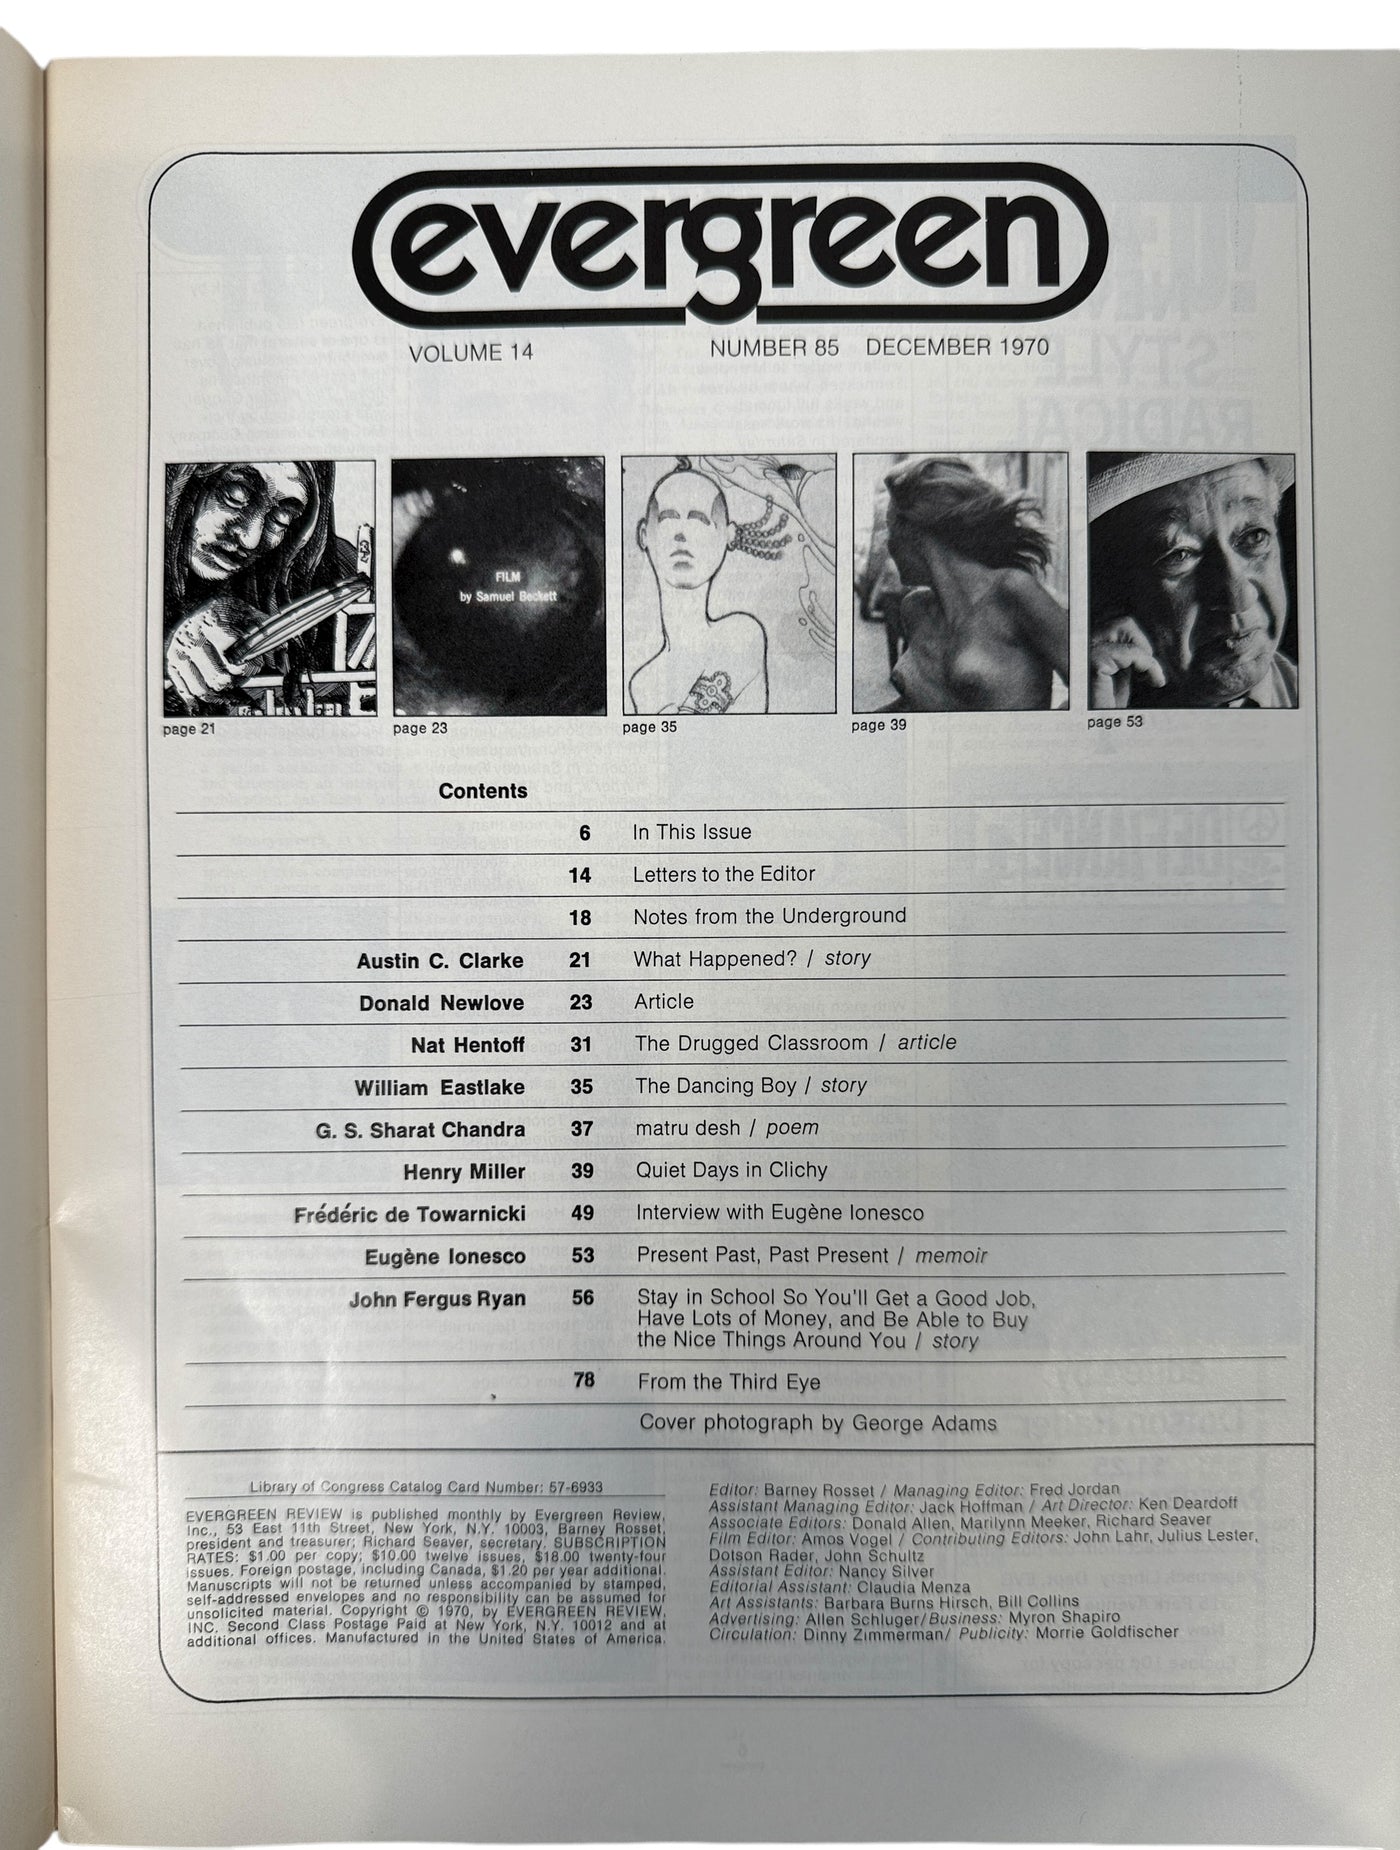 evergreen
VOLUME 14 NUMBER 85 DECEMBER 1970
FILM
by Samuel Beckett
page 21
page 23
page 35
page 39
page 53
Contents
6 In This Issue
14 Letters to the Editor
18 Notes from the Underground
Austin C. Clarke 21 What Happened? / story
Donald Newlove 23 Article
Nat Hentoff 31 The Drugged Classroom / article
William Eastlake 35 The Dancing Boy / story
G. S. Sharat Chandra 37 matru desh / poem
Henry Miller 39 Quiet Days in Clichy
Frédéric de Towarnicki 49 Interview with Eugène Ionesco
Eugène Ionesco 53 Present Past, Past Present / memoir
John Fergus Ryan 56 Stay in School So You'll Get a Good Job,
Have Lots of Money, and Be Able to Buy
the Nice Things Around You / story
78 From the Third Eye
Cover photograph by George Adams
Library of Congress Catalog Card Number: 57-6933
EVERGREEN REVIEW is published monthly by Evergreen Review,
Inc., 53 East 11th Street, New York, N.Y. 10003, Barney Rosset,
president and treasurer; Richard Seaver, secretary. SUBSCRIPTION
RATES: $1.00 per copy; $10.00 twelve issues, $18.00 twenty-four
issues. Foreign postage, including Canada, $1.20 per year additional.
Manuscripts will not be returned unless accompanied by stamped,
self-addressed envelopes and no responsibility can be assumed for
unsolicited material. Copyright © 1970, by EVERGREEN REVIEW,
INC. Second Class Postage Paid at New York, N.Y. 10012 and at
additional offices. Manufactured in the United States of America.
Editor: Barney Rosset / Managing Editor: Fred Jordan
Assistant Managing Editor: Jack Hoffman / Art Director: Ken Deardoff
Associate Editors: Donald Allen, Marilynn Meeker, Richard Seaver
Film Editor: Amos Vogel / Contributing Editors: John Lahr, Julius Lester,
Dotson Rader, John Schultz
Assistant Editor: Nancy Silver
Editorial Assistant: Claudia Menza
Art Assistants: Barbara Burns Hirsch, Bill Collins
Advertising: Allen Schluger/Business: Myron Shapiro
Circulation: Dinny Zimmerman/ Publicity: Morrie Goldfischer